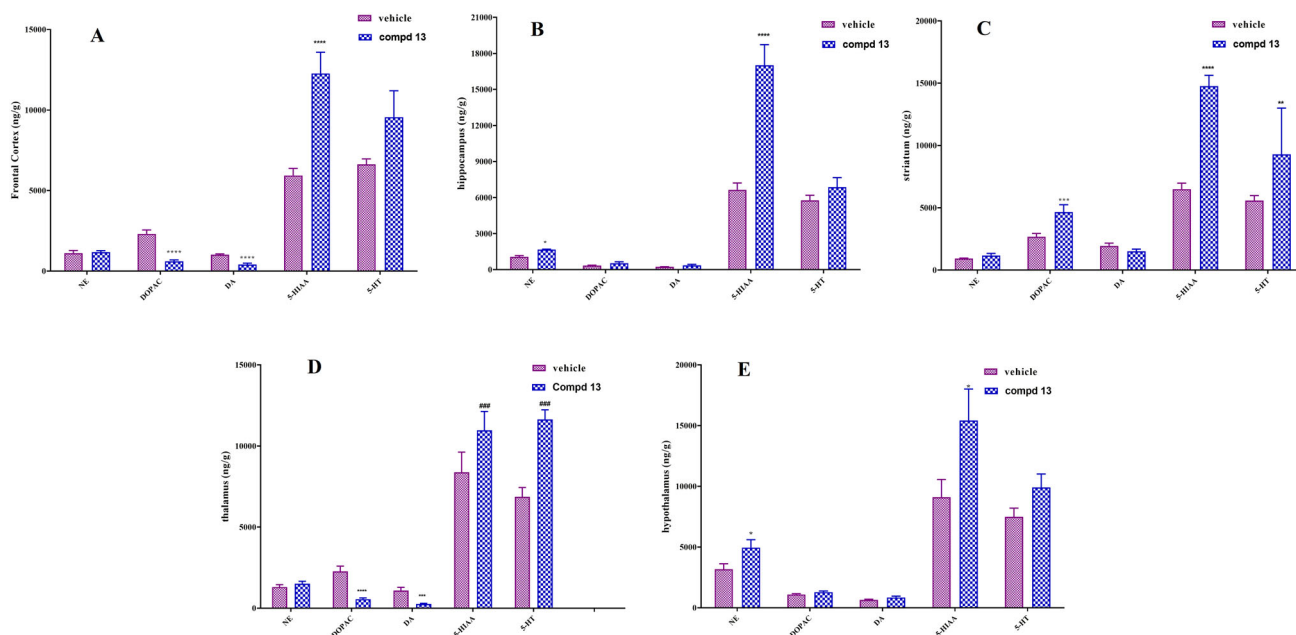 A
vehicle
compd 13
Frontal Cortex (ng/g)
15000
10000
5000
0
****
****
****
NE
DOPAC
DA
5-HIAA
5-HT
B
vehicle
compd 13
hippocampus (ng/g)
21000
18000
15000
12000
9000
6000
3000
0
*
****
NE
DOPAC
DA
5-HIAA
5-HT
C
vehicle
compd 13
striatum (ng/g)
20000
15000
10000
5000
0
***
****
**
NE
DOPAC
DA
5-HIAA
5-HT
D
vehicle
Compd 13
thalamus (ng/g)
15000
10000
5000
0
****
***
###
###
NE
DOPAC
DA
5-HIAA
5-HT
E
vehicle
compd 13
hypothalamus (ng/g)
20000
15000
10000
5000
0
*
*
NE
DOPAC
DA
5-HIAA
5-HT